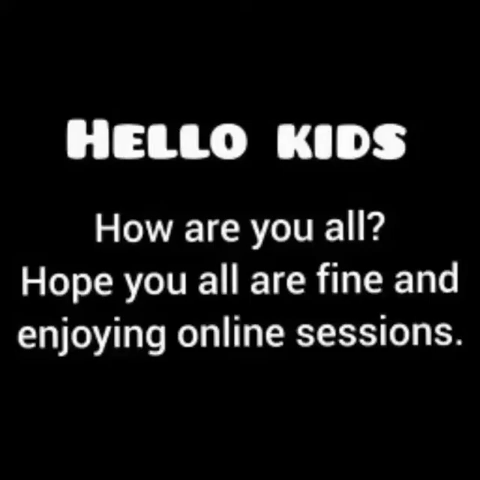 HELLO KIDS
How are you all?
Hope you all are fine and
enjoying online sessions.